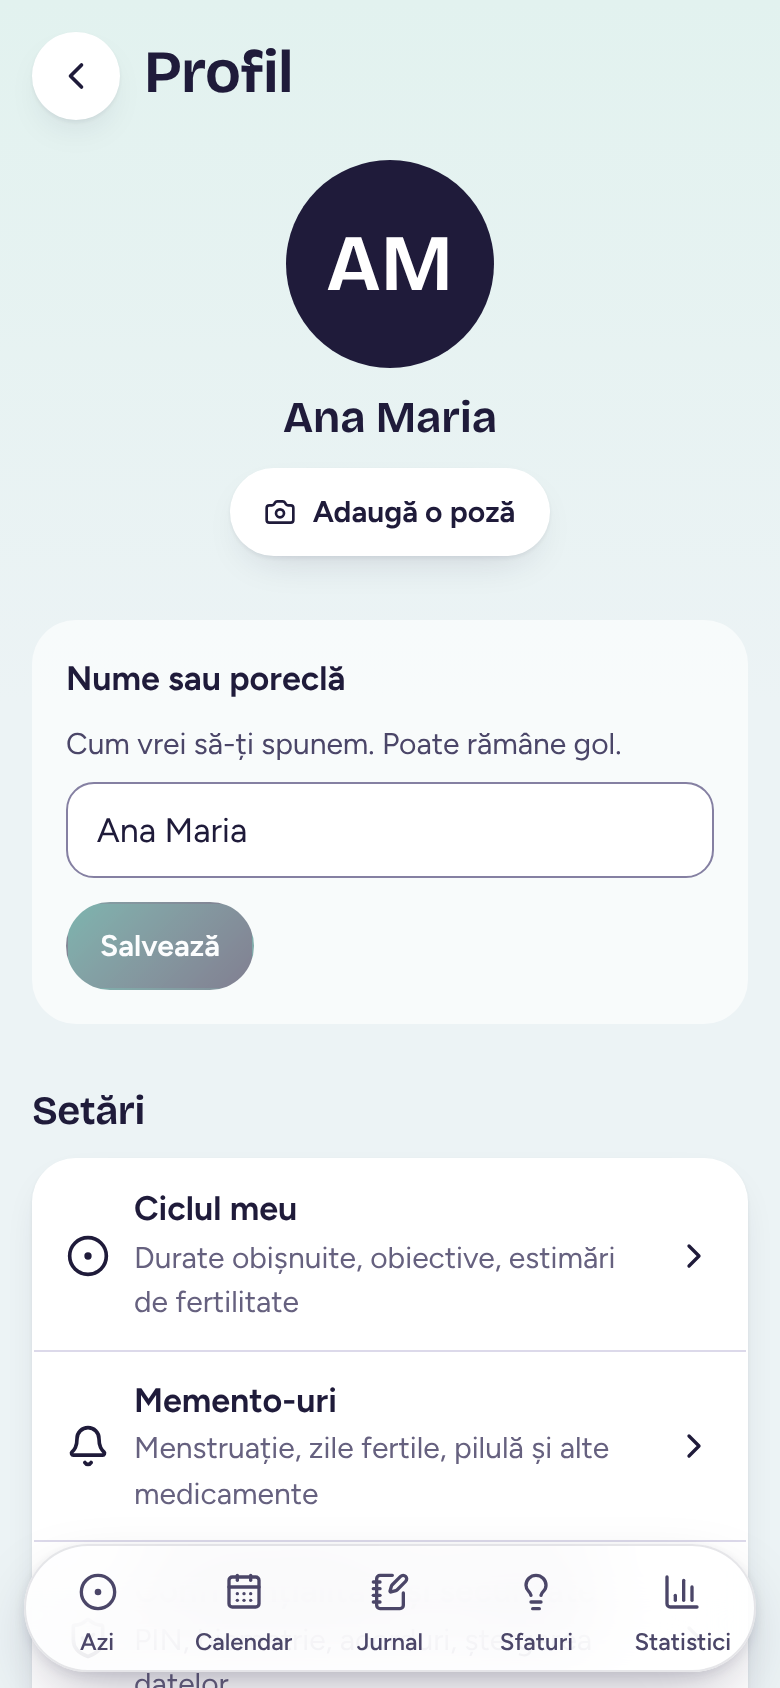 Profil
AM
Ana Maria
Adaugă o poză
Nume sau poreclă
Cum vrei să-ți spunem. Poate rămâne gol.
Ana Maria
Salvează
Setări
Ciclul meu
Durate obișnuite, obiective, estimări
de fertilitate
Memento-uri
Menstruație, zile fertile, pilulă și alte
medicamente
PIN,
datelor
Azi
Calendar
Jurnal
Sfaturi
Statistici